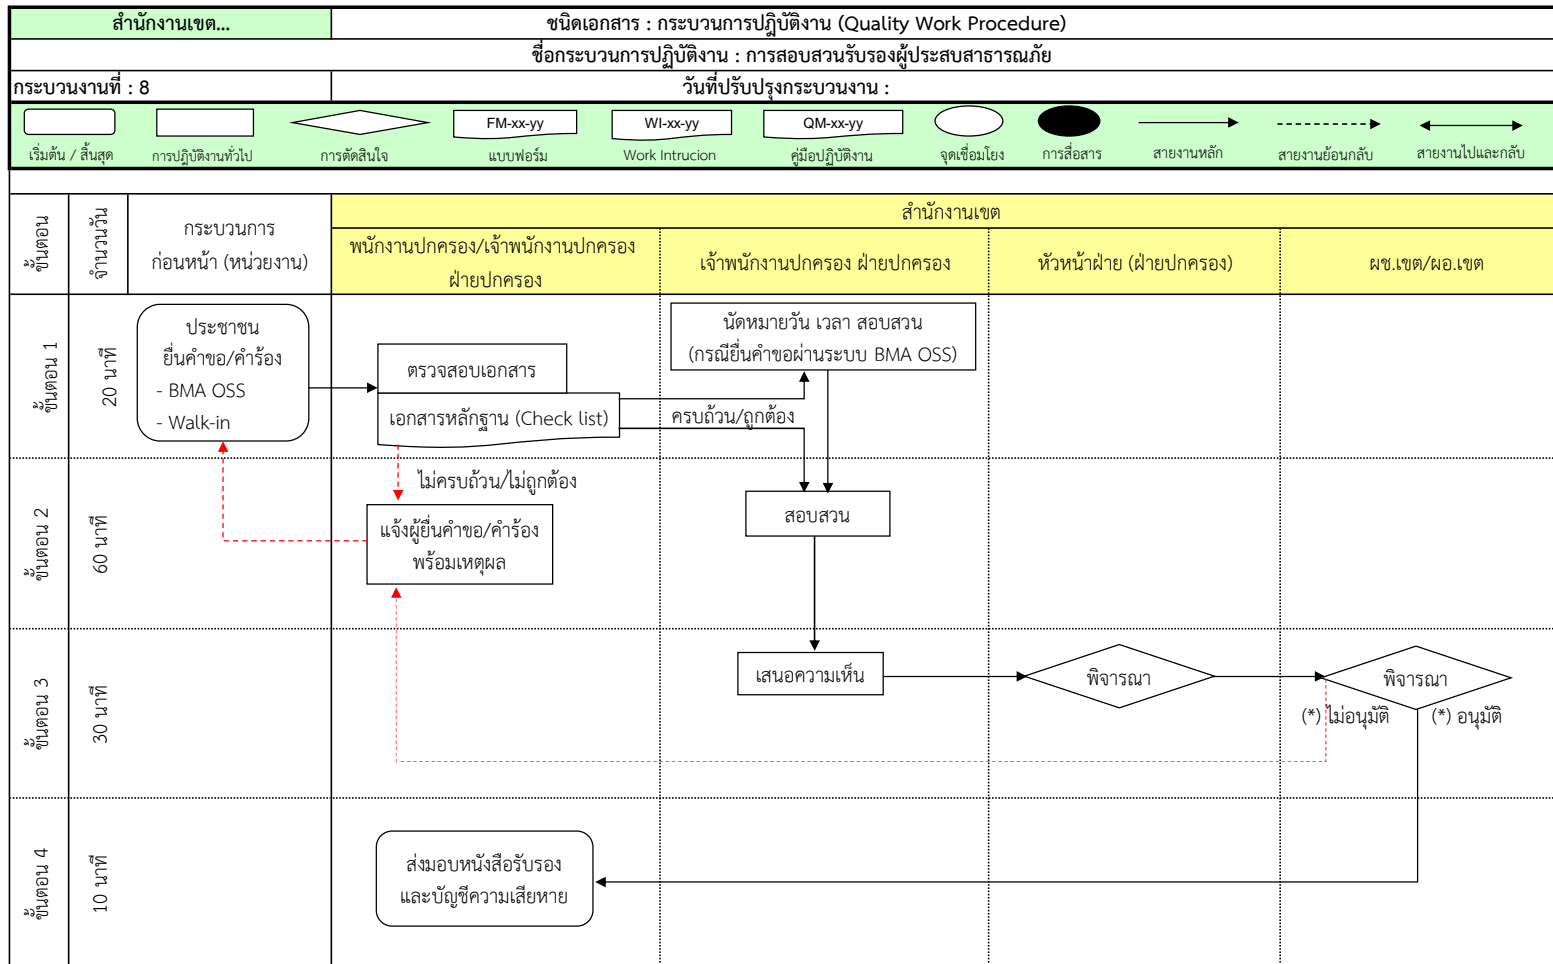 สำนักงานเขต...
ชนิดเอกสาร : กระบวนการปฎิบัติงาน (Quality Work Procedure)
ชื่อกระบวนการปฏิบัติงาน : การสอบสวนรับรองผู้ประสบสาธารณภัย
กระบวนงานที่ : 8
วันที่ปรับปรุงกระบวนงาน :
FM-xx-yy
WI-xx-yy
QM-xx-yy
เริ่มต้น / สิ้นสุด
การปฎิบัติงานทั่วไป
การตัดสินใจ
แบบฟอร์ม
Work Intrucion
คู่มือปฏิบัติงาน
จุดเชื่อมโยง
การสื่อสาร
สายงานหลัก
สายงานย้อนกลับ
สายงานไปและกลับ
ขั้นตอน
จำนวนวัน
กระบวนการ
ก่อนหน้า (หน่วยงาน)
สำนักงานเขต
พนักงานปกครอง/เจ้าพนักงานปกครอง
ฝ่ายปกครอง
เจ้าพนักงานปกครอง ฝ่ายปกครอง
หัวหน้าฝ่าย (ฝ่ายปกครอง)
ผช.เขต/ผอ.เขต
ขั้นตอน 1
20 นาที
ประชาชน
ยื่นคำขอ/คำร้อง
- BMA OSS
- Walk-in
ตรวจสอบเอกสาร
เอกสารหลักฐาน (Check list)
นัดหมายวัน เวลา สอบสวน
(กรณียื่นคำขอผ่านระบบ BMA OSS)
ครบถ้วน/ถูกต้อง
ขั้นตอน 2
60 นาที
ไม่ครบถ้วน/ไม่ถูกต้อง
แจ้งผู้ยื่นคำขอ/คำร้อง
พร้อมเหตุผล
สอบสวน
ขั้นตอน 3
30 นาที
เสนอความเห็น
พิจารณา
พิจารณา
(*) ไม่อนุมัติ
(*) อนุมัติ
ขั้นตอน 4
10 นาที
ส่งมอบหนังสือรับรอง
และบัญชีความเสียหาย